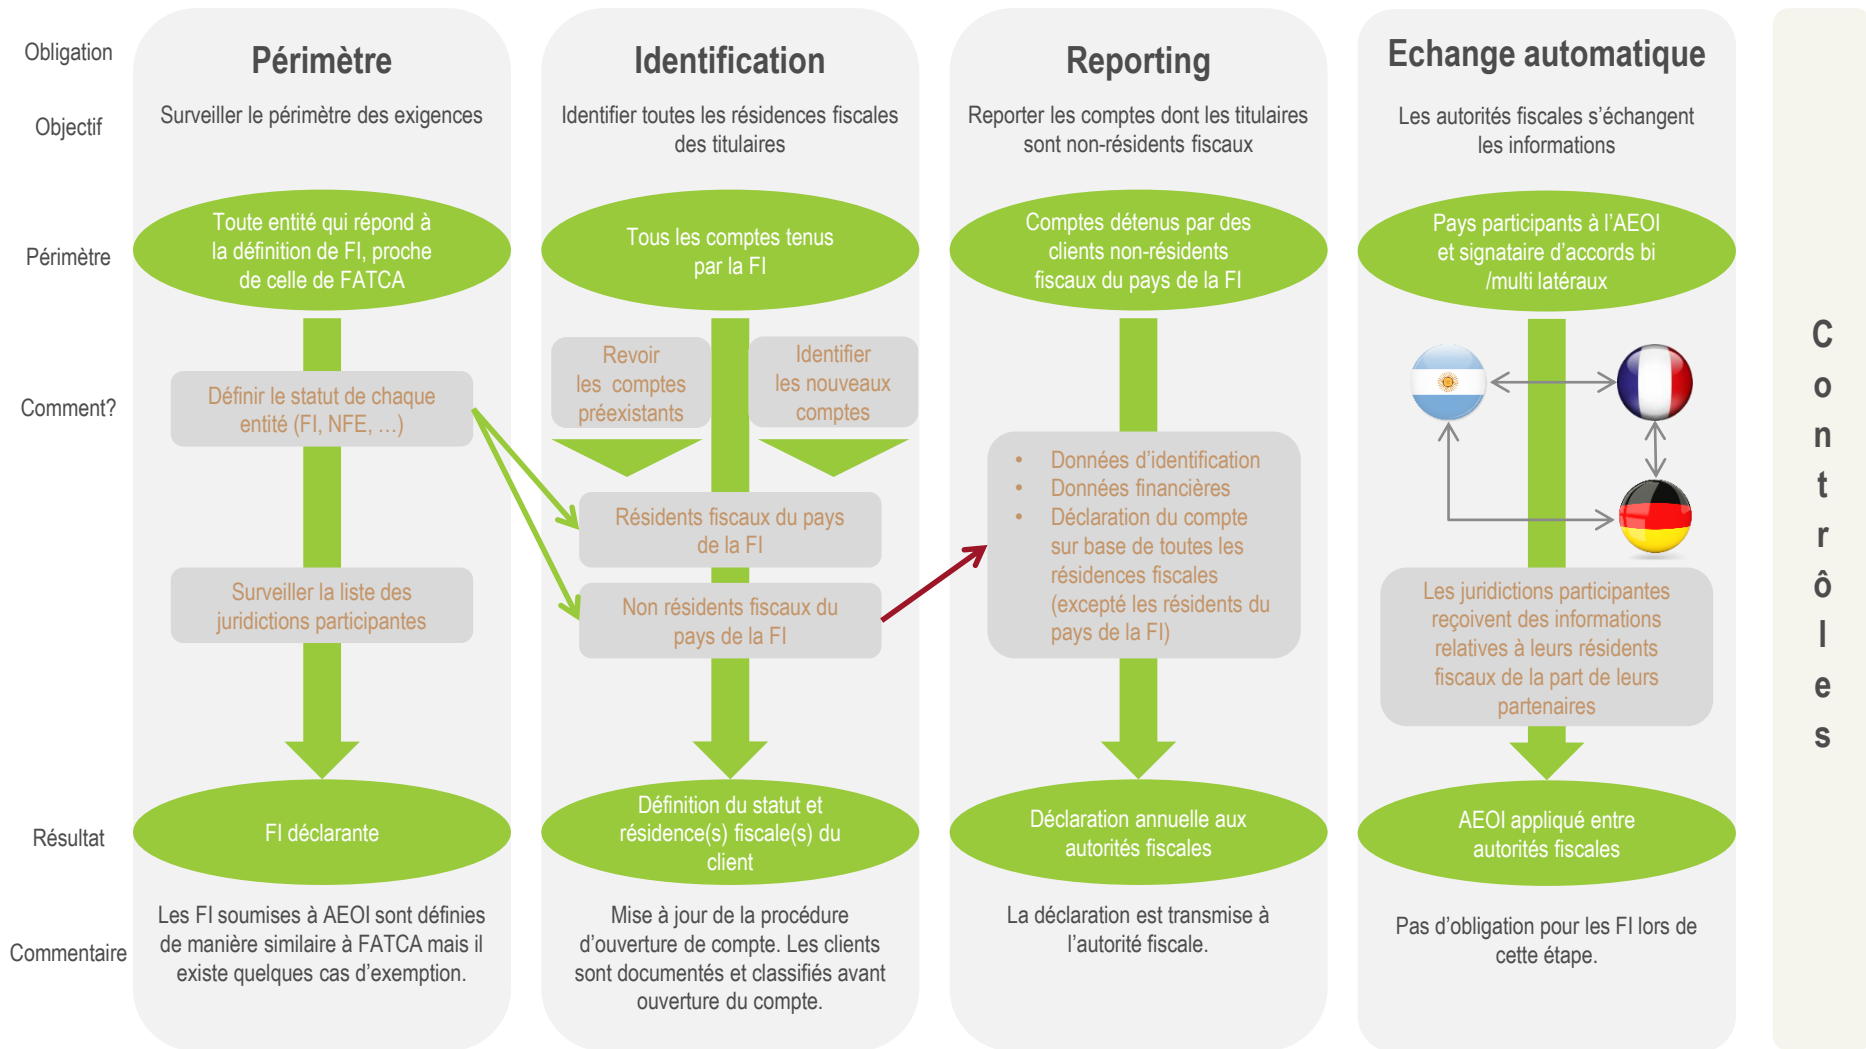 Obligation
Objectif
Périmètre
Comment?
Résultat
Commentaire
Périmètre
Surveiller le périmètre des exigences
Toute entité qui répond à
la définition de FI, proche
de celle de FATCA
Définir le statut de chaque
entité (FI, NFE, …)
Surveiller la liste des
juridictions participantes
FI déclarante
Les FI soumises à AEOI sont définies
de manière similaire à FATCA mais il
existe quelques cas d’exemption.
Identification
Identifier toutes les résidences fiscales
des titulaires
Tous les comptes tenus
par la FI
Revoir
les comptes
préexistants
Identifier
les nouveaux
comptes
Résidents fiscaux du pays
de la FI
Non résidents fiscaux du
pays de la FI
Définition du statut et
résidence(s) fiscale(s) du
client
Mise à jour de la procédure
d’ouverture de compte. Les clients
sont documentés et classifiés avant
ouverture du compte.
Reporting
Reporter les comptes dont les titulaires
sont non-résidents fiscaux
Comptes détenus par des
clients non-résidents
fiscaux du pays de la FI
• Données d’identification
• Données financières
• Déclaration du compte
sur base de toutes les
résidences fiscales
(excepté les résidents du
pays de la FI)
Déclaration annuelle aux
autorités fiscales
La déclaration est transmise à
l’autorité fiscale.
Echange automatique
Les autorités fiscales s’échangent
les informations
Pays participants à l’AEOI
et signataire d’accords bi
/multi latéraux
Les juridictions participantes
reçoivent des informations
relatives à leurs résidents
fiscaux de la part de leurs
partenaires
AEOI appliqué entre
autorités fiscales
Pas d’obligation pour les FI lors de
cette étape.
Contrôles